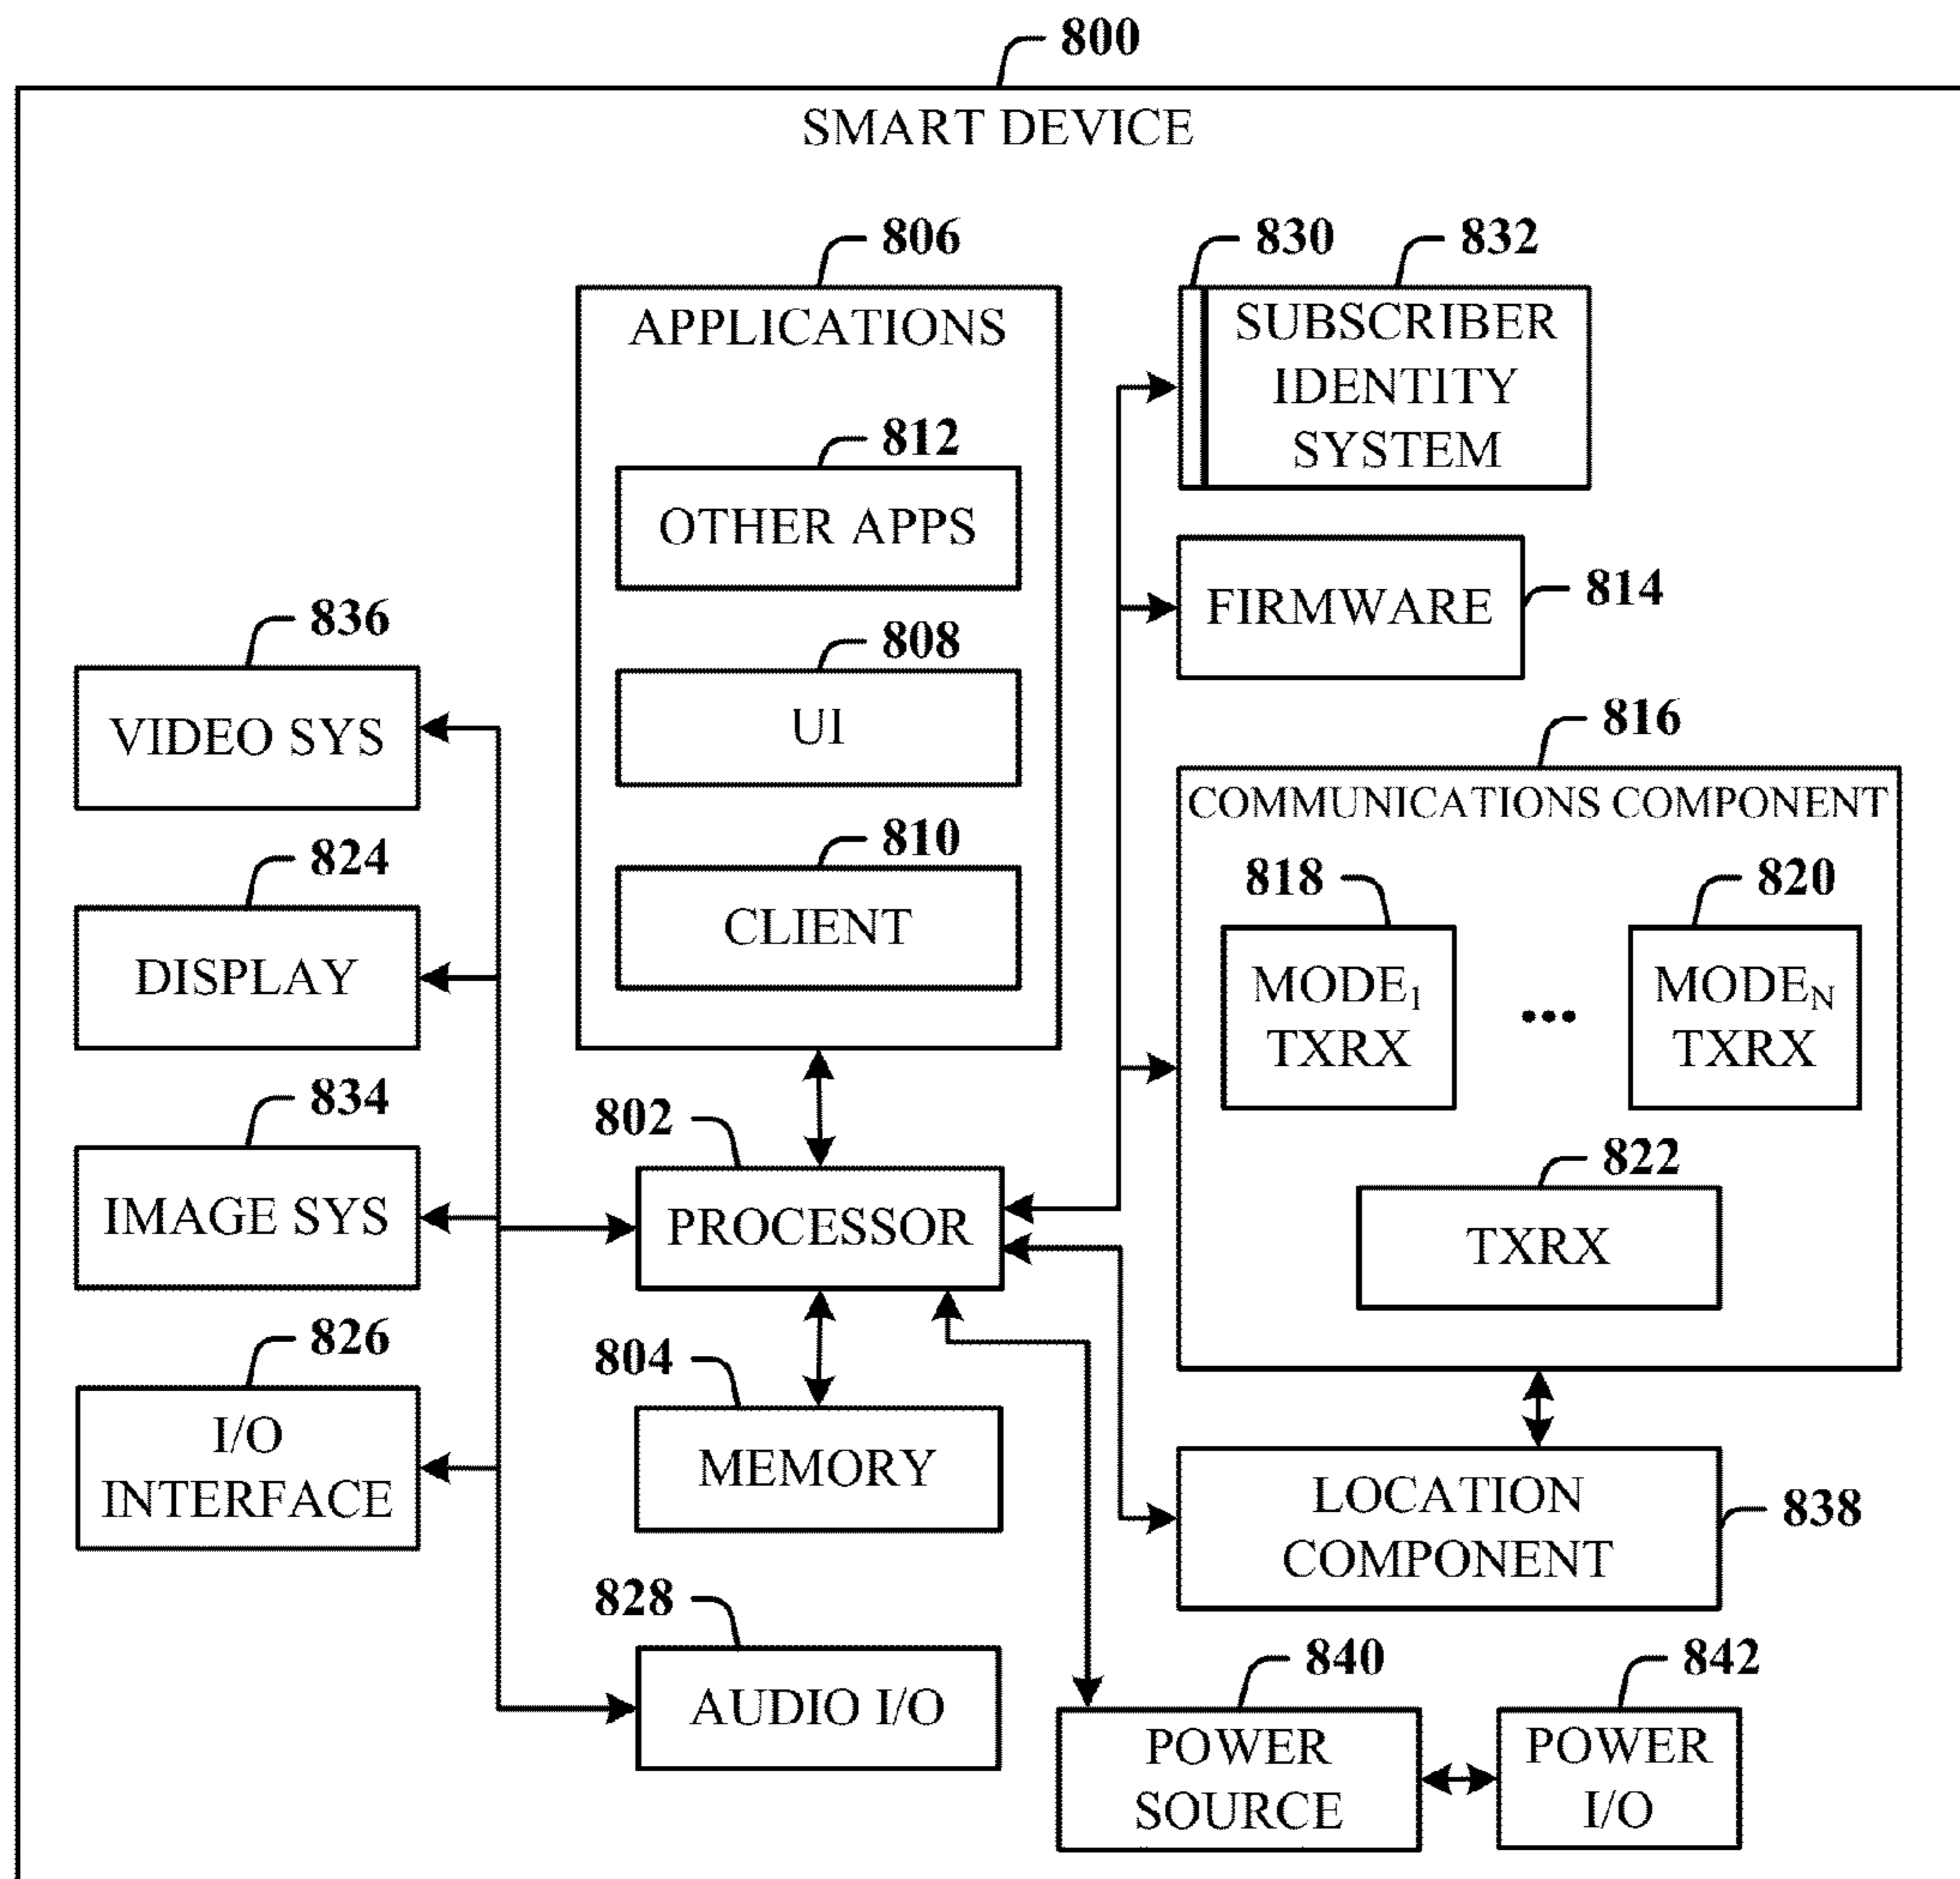 800
SMART DEVICE
806
830
832
APPLICATIONS
SUBSCRIBER
IDENTITY
SYSTEM
812
OTHER APPS
814
FIRMWARE
836
VIDEO SYS
808
UI
816
COMMUNICATIONS COMPONENT
824
DISPLAY
810
CLIENT
818
820
MODE₁
TXRX
...
MODE_N
TXRX
834
IMAGE SYS
802
PROCESSOR
822
TXRX
826
I/O
INTERFACE
804
MEMORY
LOCATION
COMPONENT
838
828
AUDIO I/O
840
POWER
SOURCE
842
POWER
I/O